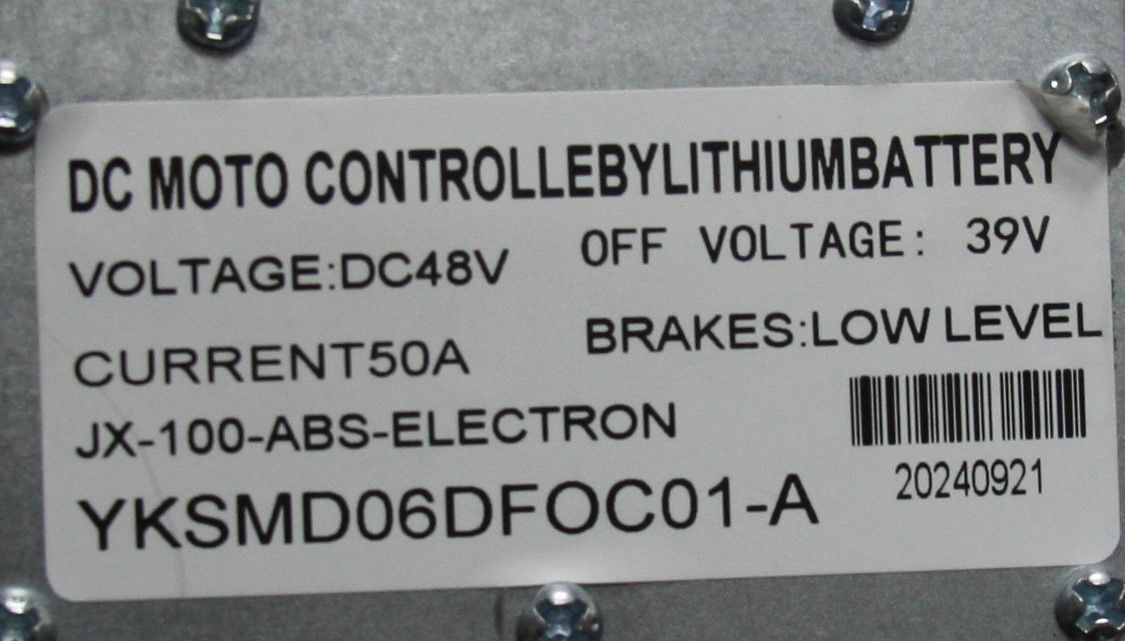 DC MOTO CONTROLLEBYLITHIUMBATTERY
VOLTAGE:DC48V
OFF VOLTAGE: 39V
CURRENT50A
BRAKES:LOW LEVEL
JX-100-ABS-ELECTRON
YKSMD06DFOC01-A
20240921